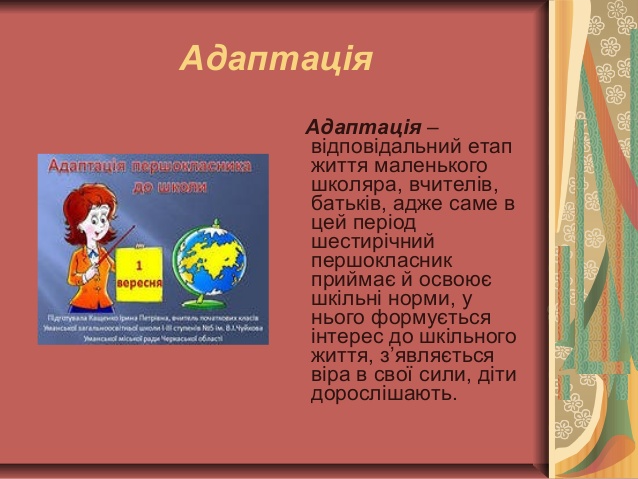 Адаптація
Адаптація першокласника
до школи
1
вересня
Підготувала Кащенко Ірина Петрівна, вчитель початкових класів
Уманської загальноосвітньої школи І-ІІІ ступенів №5 ім. В.І.Чуйкова
Уманської міської ради Черкаської області
Адаптація –
відповідальний етап
життя маленького
школяра, вчителів,
батьків, адже саме в
цей період
шестирічний
першокласник
приймає й освоює
шкільні норми, у
нього формується
інтерес до шкільного
життя, з’являється
віра в свої сили, діти
дорослішають.